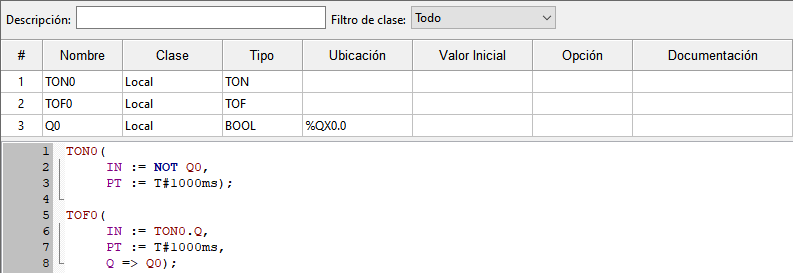 Descripción: Filtro de clase: Todo
# Nombre Clase Tipo Ubicación Valor Inicial Opción Documentación
1 TON0 Local TON
2 TOF0 Local TOF
3 Q0 Local BOOL %QX0.0
1 TON0(
2 IN := NOT Q0,
3 PT := T#1000ms);
4
5 TOF0(
6 IN := TON0.Q,
7 PT := T#1000ms,
8 Q => Q0);